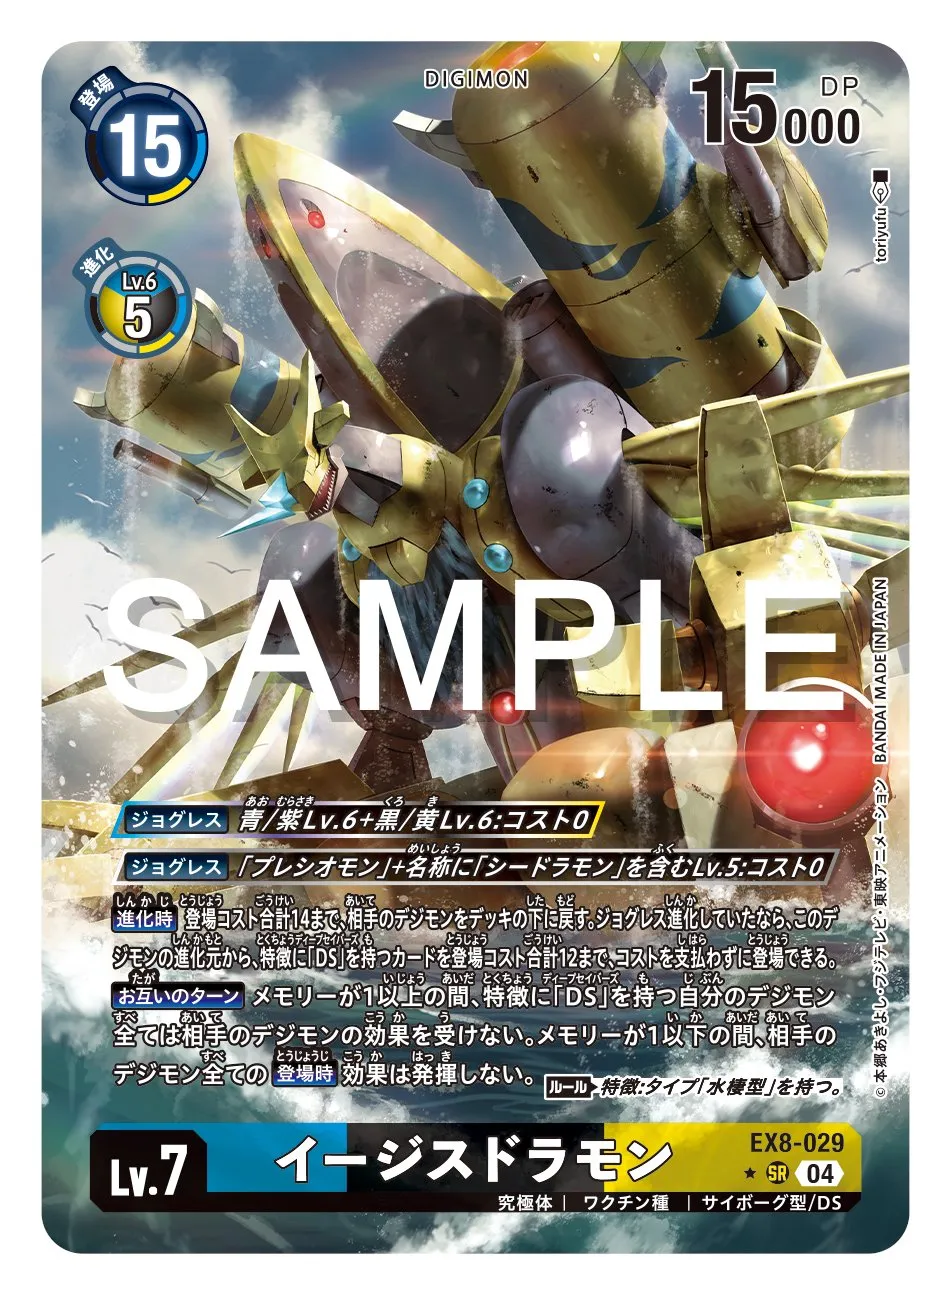 DIGIMON
登場
15
DP
15000
進化
Lv.6
5
toriyufu
SAMPLE
BANDAI MADE IN JAPAN
©本郷あきよし・フジテレビ・東映アニメーション
ジョグレス 青/紫Lv.6+黒/黄Lv.6:コスト0
ジョグレス 「プレシオモン」+名称に「シードラモン」を含むLv.5:コスト0
進化時 登場コスト合計14まで、相手のデジモンをデッキの下に戻す。ジョグレス進化していたなら、このデ
ジモンの進化元から、特徴に「DS」を持つカードを登場コスト合計12まで、コストを支払わずに登場できる。
お互いのターン メモリーが1以上の間、特徴に「DS」を持つ自分のデジモン
全ては相手のデジモンの効果を受けない。メモリーが1以下の間、相手の
デジモン全ての 登場時 効果は発揮しない。
ルール 特徴:タイプ「水棲型」を持つ。
Lv.7
イージスドラモン
EX8-029
★ SR 04
究極体 | ワクチン種 | サイボーグ型/DS